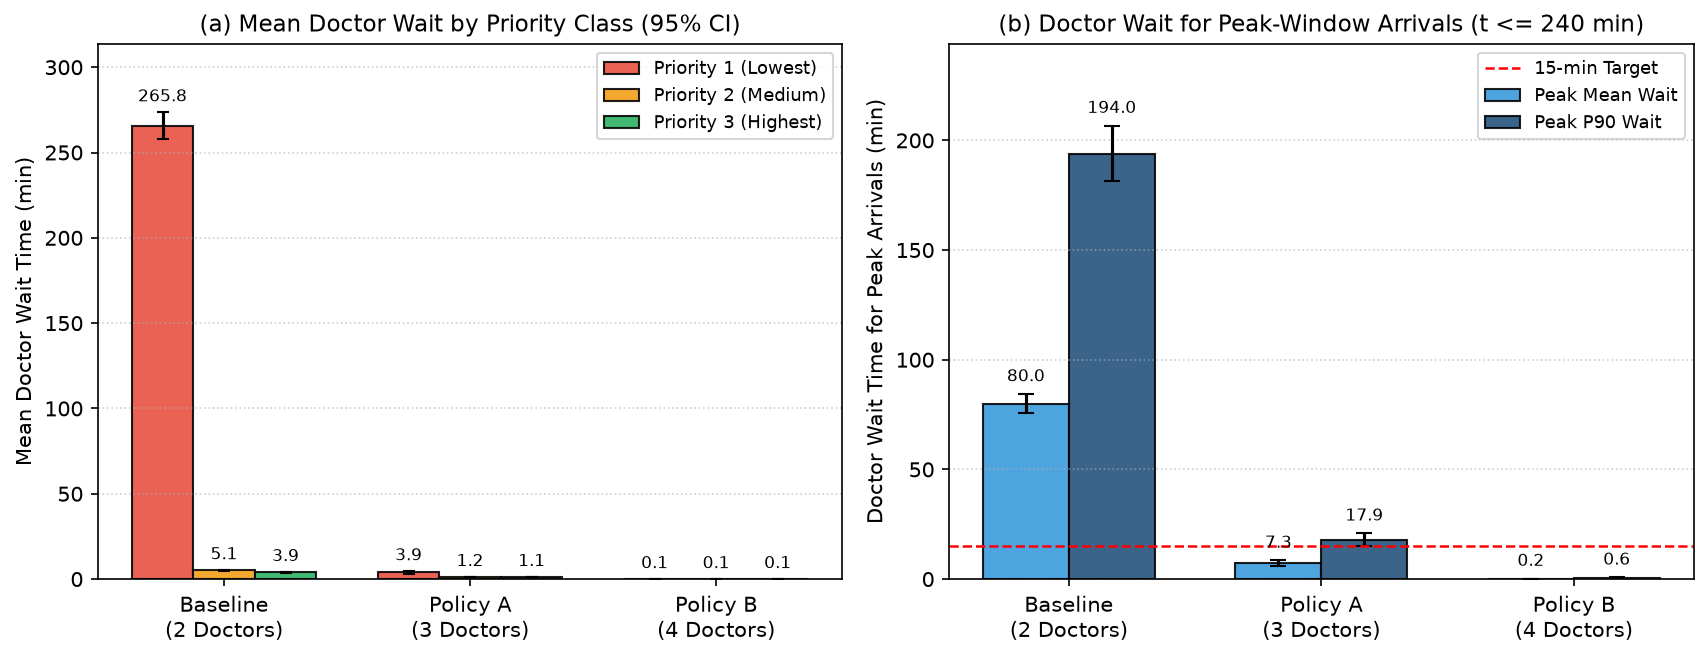 (a) Mean Doctor Wait by Priority Class (95% CI)
Mean Doctor Wait Time (min)
300
250
200
150
100
50
0
Priority 1 (Lowest)
Priority 2 (Medium)
Priority 3 (Highest)
265.8
5.1
3.9
3.9
1.2
1.1
0.1
0.1
0.1
Baseline
(2 Doctors)
Policy A
(3 Doctors)
Policy B
(4 Doctors)
(b) Doctor Wait for Peak-Window Arrivals (t <= 240 min)
Doctor Wait Time for Peak Arrivals (min)
200
150
100
50
0
15-min Target
Peak Mean Wait
Peak P90 Wait
80.0
194.0
7.3
17.9
0.2
0.6
Baseline
(2 Doctors)
Policy A
(3 Doctors)
Policy B
(4 Doctors)